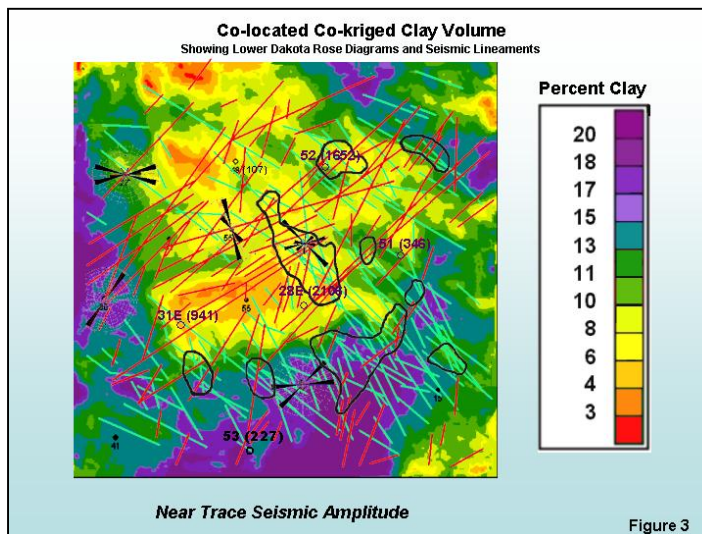 Co-located Co-kriged Clay Volume
Showing Lower Dakota Rose Diagrams and Seismic Lineaments
Percent Clay
20
18
17
15
13
11
10
8
6
4
3
52 (1652)
(107)
51 (346)
28E
31E (941)
53 (227)
41
Near Trace Seismic Amplitude
Figure 3